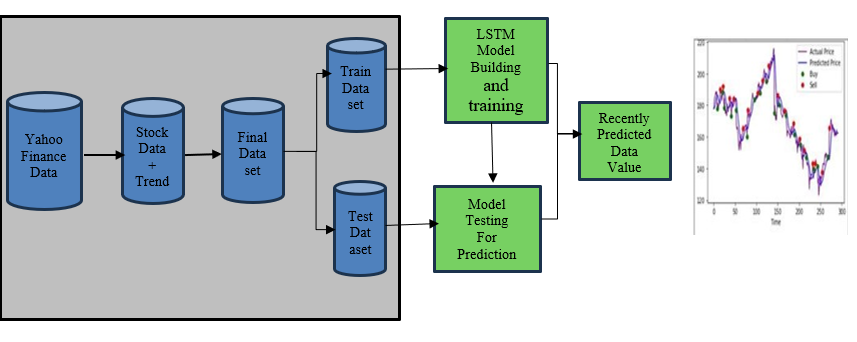 Yahoo
Finance
Data
Stock
Data
+
Trend
Final
Data
set
Train
Data
set
Test
Dat
aset
LSTM
Model
Building
and
training
Model
Testing
For
Prediction
Recently
Predicted
Data
Value
Actual Price
Predicted Price
Buy
Sell
220
200
180
160
140
120
0 50 100 150 200 250 300
Time